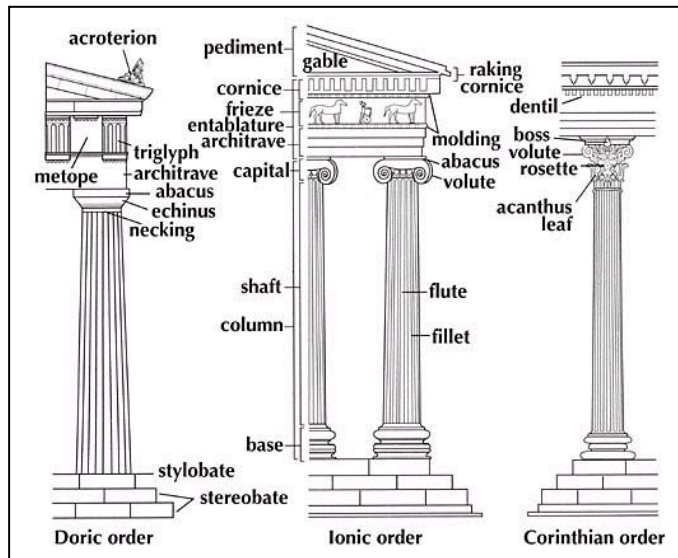 acroterion
triglyph
metope
architrave
abacus
echinus
necking
stylobate
stereobate
Doric order
pediment
gable
raking
cornice
cornice
frieze
entablature
architrave
molding
abacus
capital
volute
shaft
flute
column
fillet
base
Ionic order
dentil
boss
volute
rosette
acanthus
leaf
Corinthian order